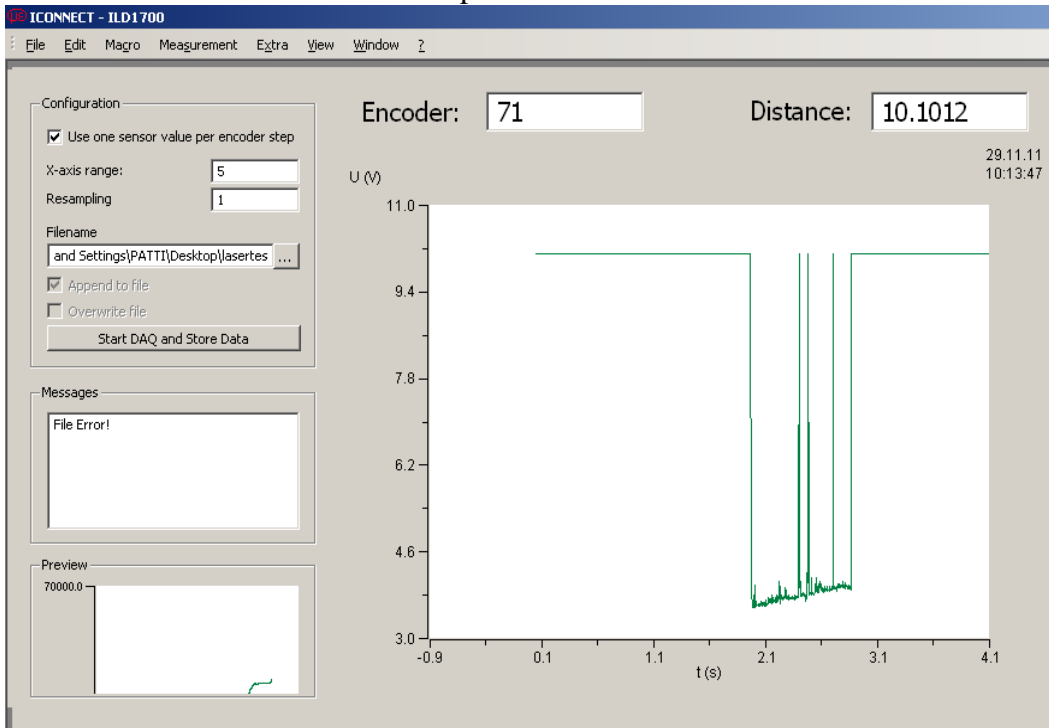 ICONNECT - ILD1700
File Edit Macro Measurement Extra View Window ?
Configuration
Use one sensor value per encoder step
X-axis range: 5
Resampling 1
Filename
and Settings\PATTI\Desktop\lasertes ...
Append to file
Overwrite file
Start DAQ and Store Data
Messages
File Error!
Preview
70000.0
Encoder: 71 Distance: 10.1012
29.11.11
10:13:47
U (V)
11.0
9.4
7.8
6.2
4.6
3.0
-0.9 0.1 1.1 2.1 3.1 4.1
t (s)